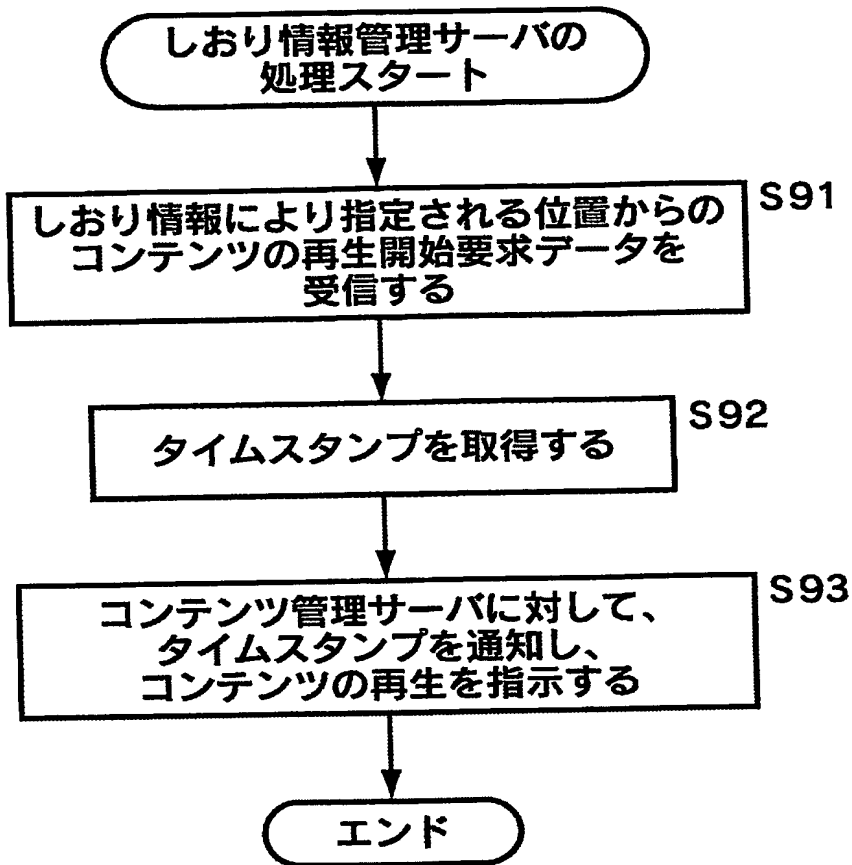 しおり情報管理サーバの
処理スタート
S91
しおり情報により指定される位置からの
コンテンツの再生開始要求データを
受信する
S92
タイムスタンプを取得する
S93
コンテンツ管理サーバに対して、
タイムスタンプを通知し、
コンテンツの再生を指示する
エンド